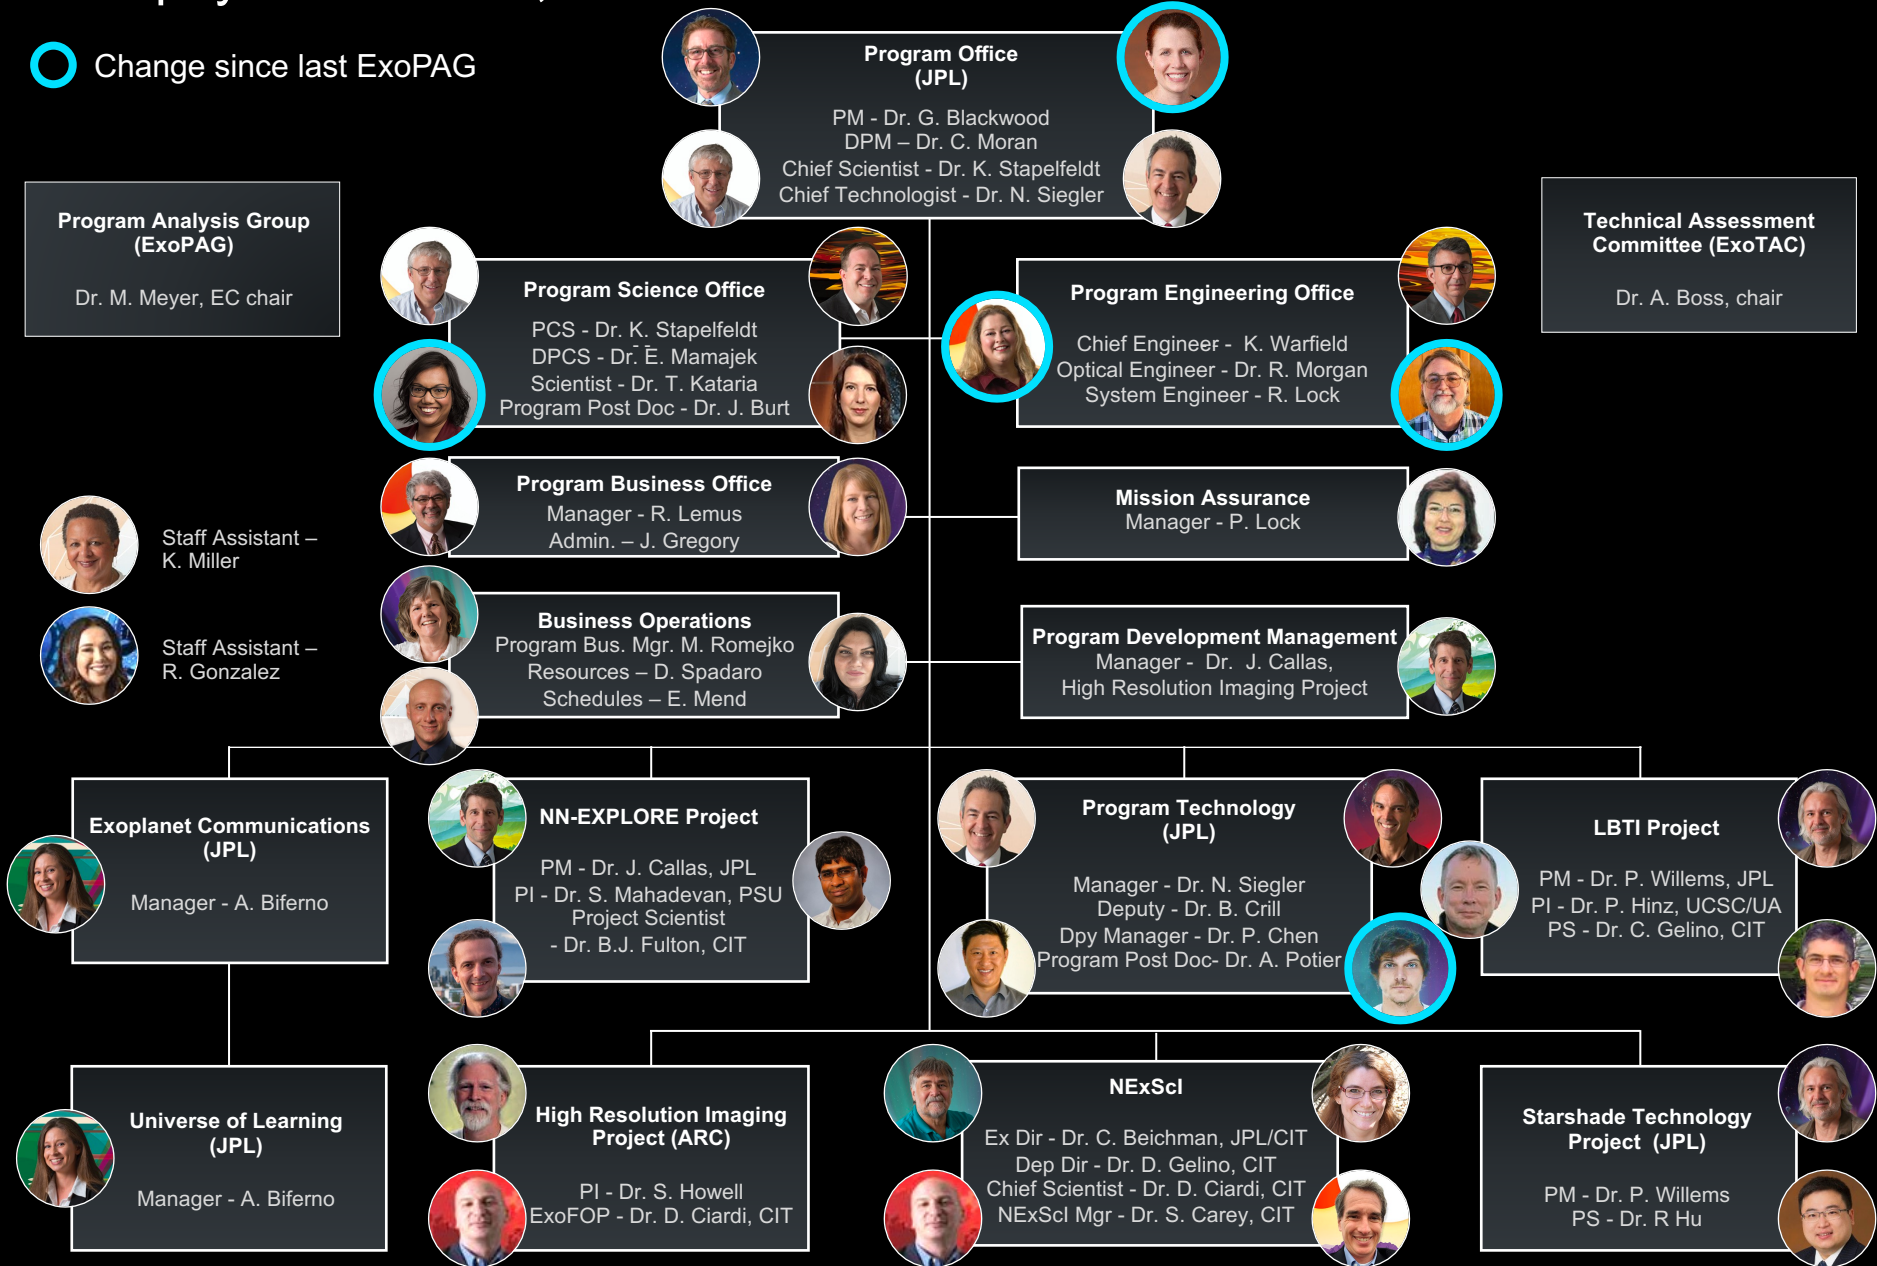 Change since last ExoPAG
Program Office
(JPL)
PM - Dr. G. Blackwood
DPM – Dr. C. Moran
Chief Scientist - Dr. K. Stapelfeldt
Chief Technologist - Dr. N. Siegler
Program Analysis Group
(ExoPAG)
Dr. M. Meyer, EC chair
Technical Assessment
Committee (ExoTAC)
Dr. A. Boss, chair
Program Science Office
PCS - Dr. K. Stapelfeldt
DPCS - Dr. E. Mamajek
Scientist - Dr. T. Kataria
Program Post Doc - Dr. J. Burt
Program Engineering Office
Chief Engineer - K. Warfield
Optical Engineer - Dr. R. Morgan
System Engineer - R. Lock
Program Business Office
Manager - R. Lemus
Admin. – J. Gregory
Mission Assurance
Manager - P. Lock
Staff Assistant –
K. Miller
Staff Assistant –
R. Gonzalez
Business Operations
Program Bus. Mgr. M. Romejko
Resources – D. Spadaro
Schedules – E. Mend
Program Development Management
Manager - Dr. J. Callas,
High Resolution Imaging Project
Exoplanet Communications
(JPL)
Manager - A. Biferno
NN-EXPLORE Project
PM - Dr. J. Callas, JPL
PI - Dr. S. Mahadevan, PSU
Project Scientist
- Dr. B.J. Fulton, CIT
Program Technology
(JPL)
Manager - Dr. N. Siegler
Deputy - Dr. B. Crill
Dpy Manager - Dr. P. Chen
Program Post Doc- Dr. A. Potier
LBTI Project
PM - Dr. P. Willems, JPL
PI - Dr. P. Hinz, UCSC/UA
PS - Dr. C. Gelino, CIT
Universe of Learning
(JPL)
Manager - A. Biferno
High Resolution Imaging
Project (ARC)
PI - Dr. S. Howell
ExoFOP - Dr. D. Ciardi, CIT
NExScI
Ex Dir - Dr. C. Beichman, JPL/CIT
Dep Dir - Dr. D. Gelino, CIT
Chief Scientist - Dr. D. Ciardi, CIT
NExScI Mgr - Dr. S. Carey, CIT
Starshade Technology
Project (JPL)
PM - Dr. P. Willems
PS - Dr. R Hu